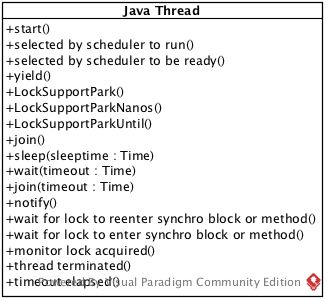 Java Thread
+start()
+selected by scheduler to run()
+selected by scheduler to be ready()
+yield()
+LockSupportPark()
+LockSupportParkNanos()
+LockSupportParkUntil()
+join()
+sleep(sleeptime : Time)
+wait(timeout : Time)
+join(timeout : Time)
+notify()
+wait for lock to reenter synchro block or method()
+wait for lock to enter synchro block or method()
+monitor lock acquired()
+thread terminated()
+timeout elapsed()
Powered By Visual Paradigm Community Edition